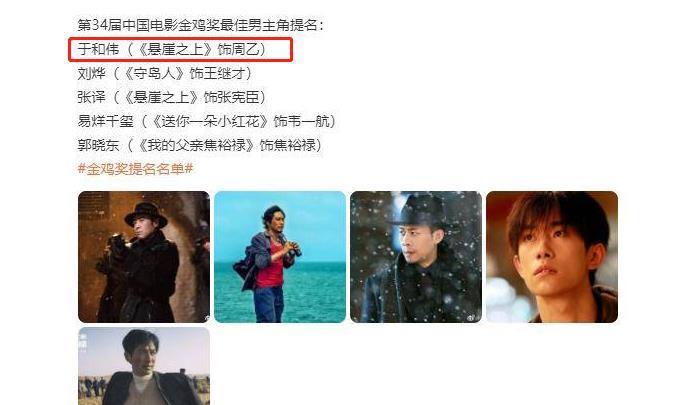 第34届中国电影金鸡奖最佳男主角提名：
于和伟（《悬崖之上》饰周乙）
刘烨（《守岛人》饰王继才）
张译（《悬崖之上》饰张宪臣）
易烊千玺（《送你一朵小红花》饰韦一航）
郭晓东（《我的父亲焦裕禄》饰焦裕禄）
#金鸡奖提名名单#